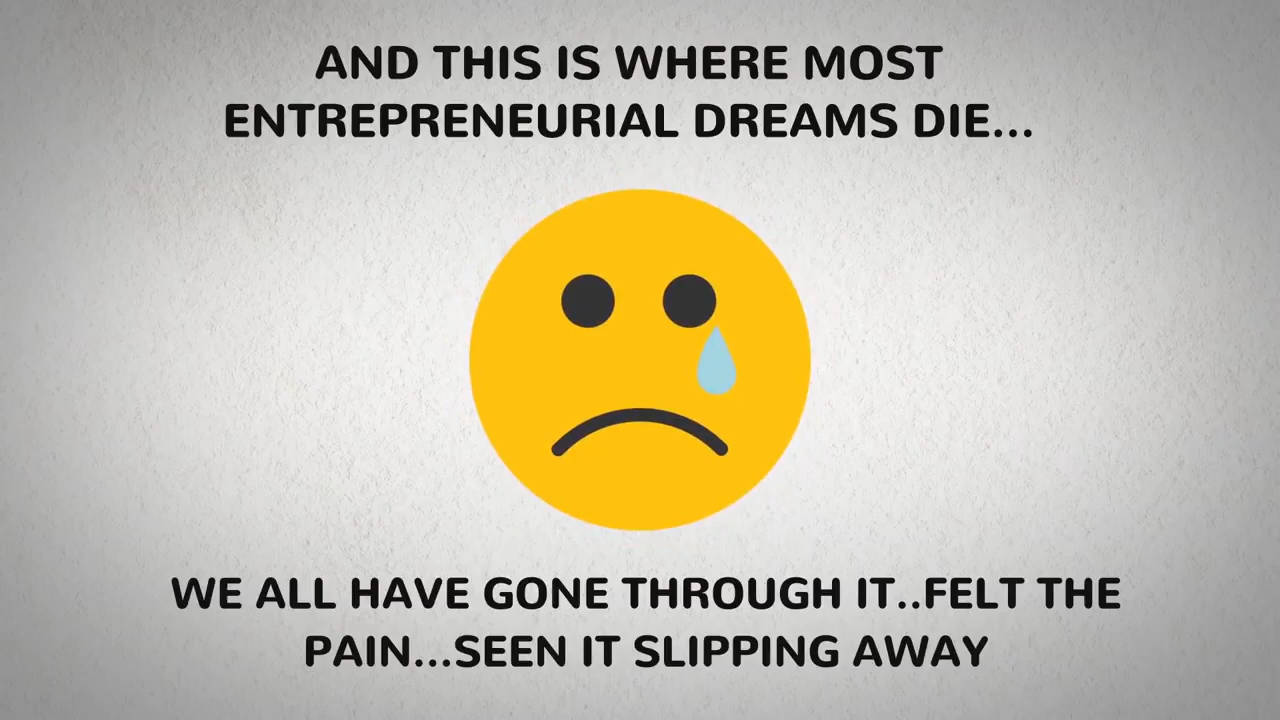 AND THIS IS WHERE MOST
ENTREPRENEURIAL DREAMS DIE...
WE ALL HAVE GONE THROUGH IT..FELT THE
PAIN...SEEN IT SLIPPING AWAY